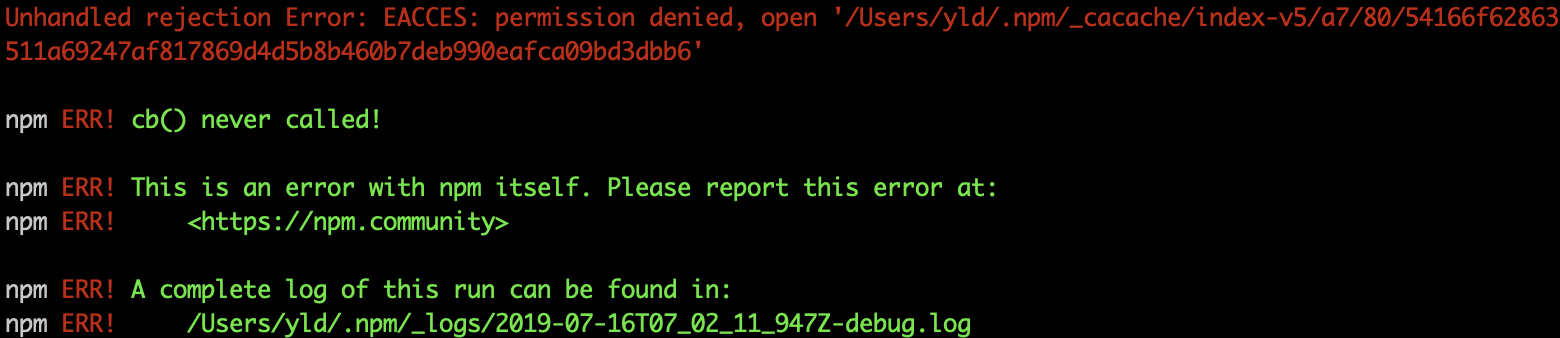 Unhandled rejection Error: EACCES: permission denied, open '/Users/yld/.npm/_cacache/index-v5/a7/80/54166f62863
511a69247af817869d4d5b8b460b7deb990eafca09bd3dbb6'
npm ERR! cb() never called!
npm ERR! This is an error with npm itself. Please report this error at:
npm ERR!     <https://npm.community>
npm ERR! A complete log of this run can be found in:
npm ERR!     /Users/yld/.npm/_logs/2019-07-16T07_02_11_947Z-debug.log